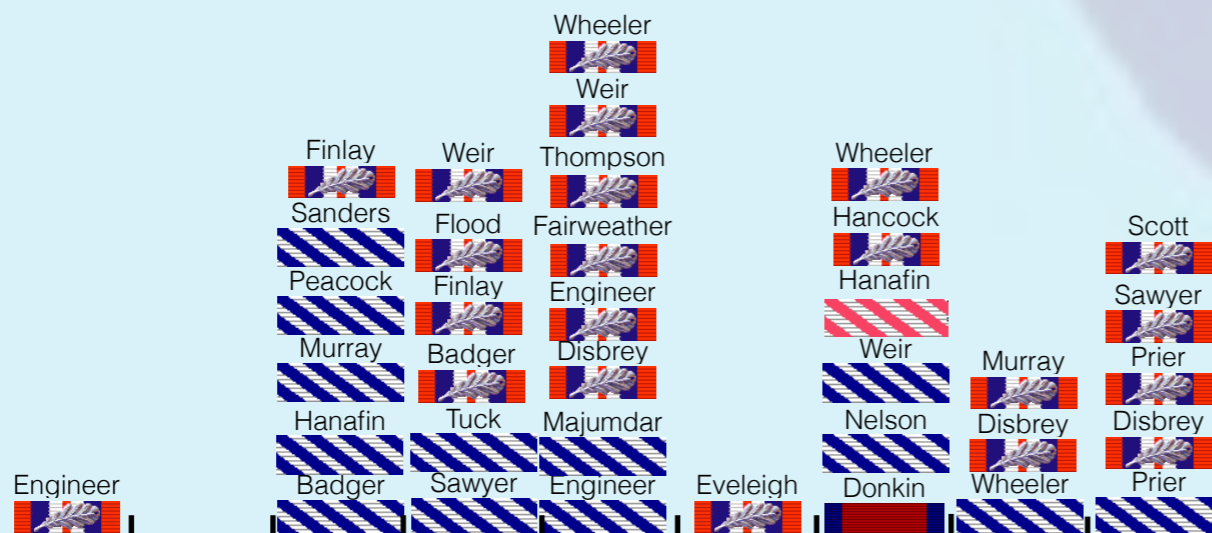 Wheeler
Weir
Finlay
Weir
Thompson
Wheeler
Sanders
Flood
Fairweather
Hancock
Scott
Peacock
Finlay
Engineer
Hanafin
Sawyer
Murray
Badger
Disbrey
Weir
Murray
Prier
Hanafin
Tuck
Majumdar
Nelson
Disbrey
Disbrey
Engineer
Badger
Sawyer
Engineer
Eveleigh
Donkin
Wheeler
Prier